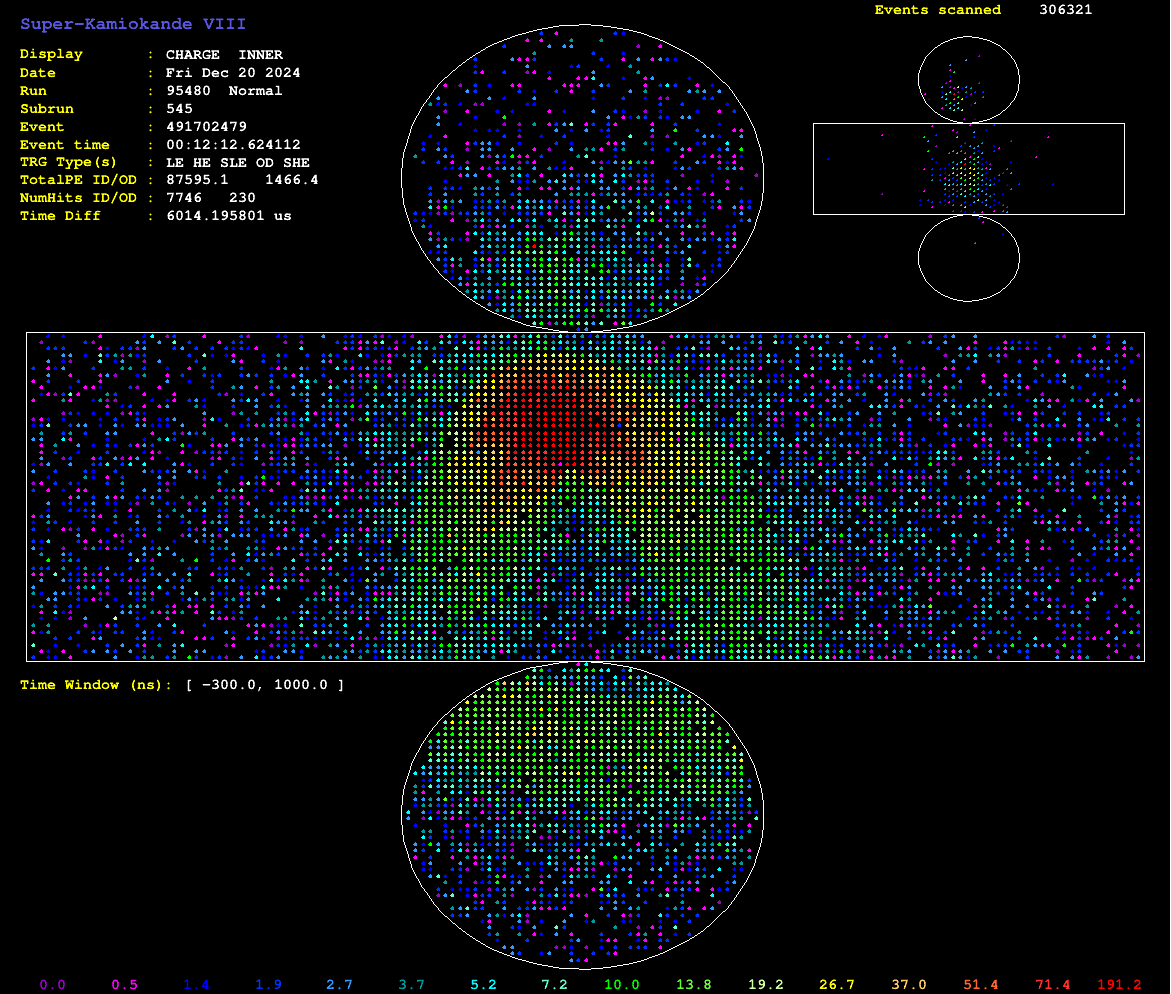 Super-Kamiokande VIII
Events scanned 306321
Display : CHARGE INNER
Date : Fri Dec 20 2024
Run : 95480 Normal
Subrun : 545
Event : 491702479
Event time : 00:12:12.624112
TRG Type(s) : LE HE SLE OD SHE
TotalPE ID/OD : 87595.1 1466.4
NumHits ID/OD : 7746 230
Time Diff : 6014.195801 us
Time Window (ns): [ −300.0, 1000.0 ]
0.0 0.5 1.4 1.9 2.7 3.7 5.2 7.2 10.0 13.8 19.2 26.7 37.0 51.4 71.4 191.2